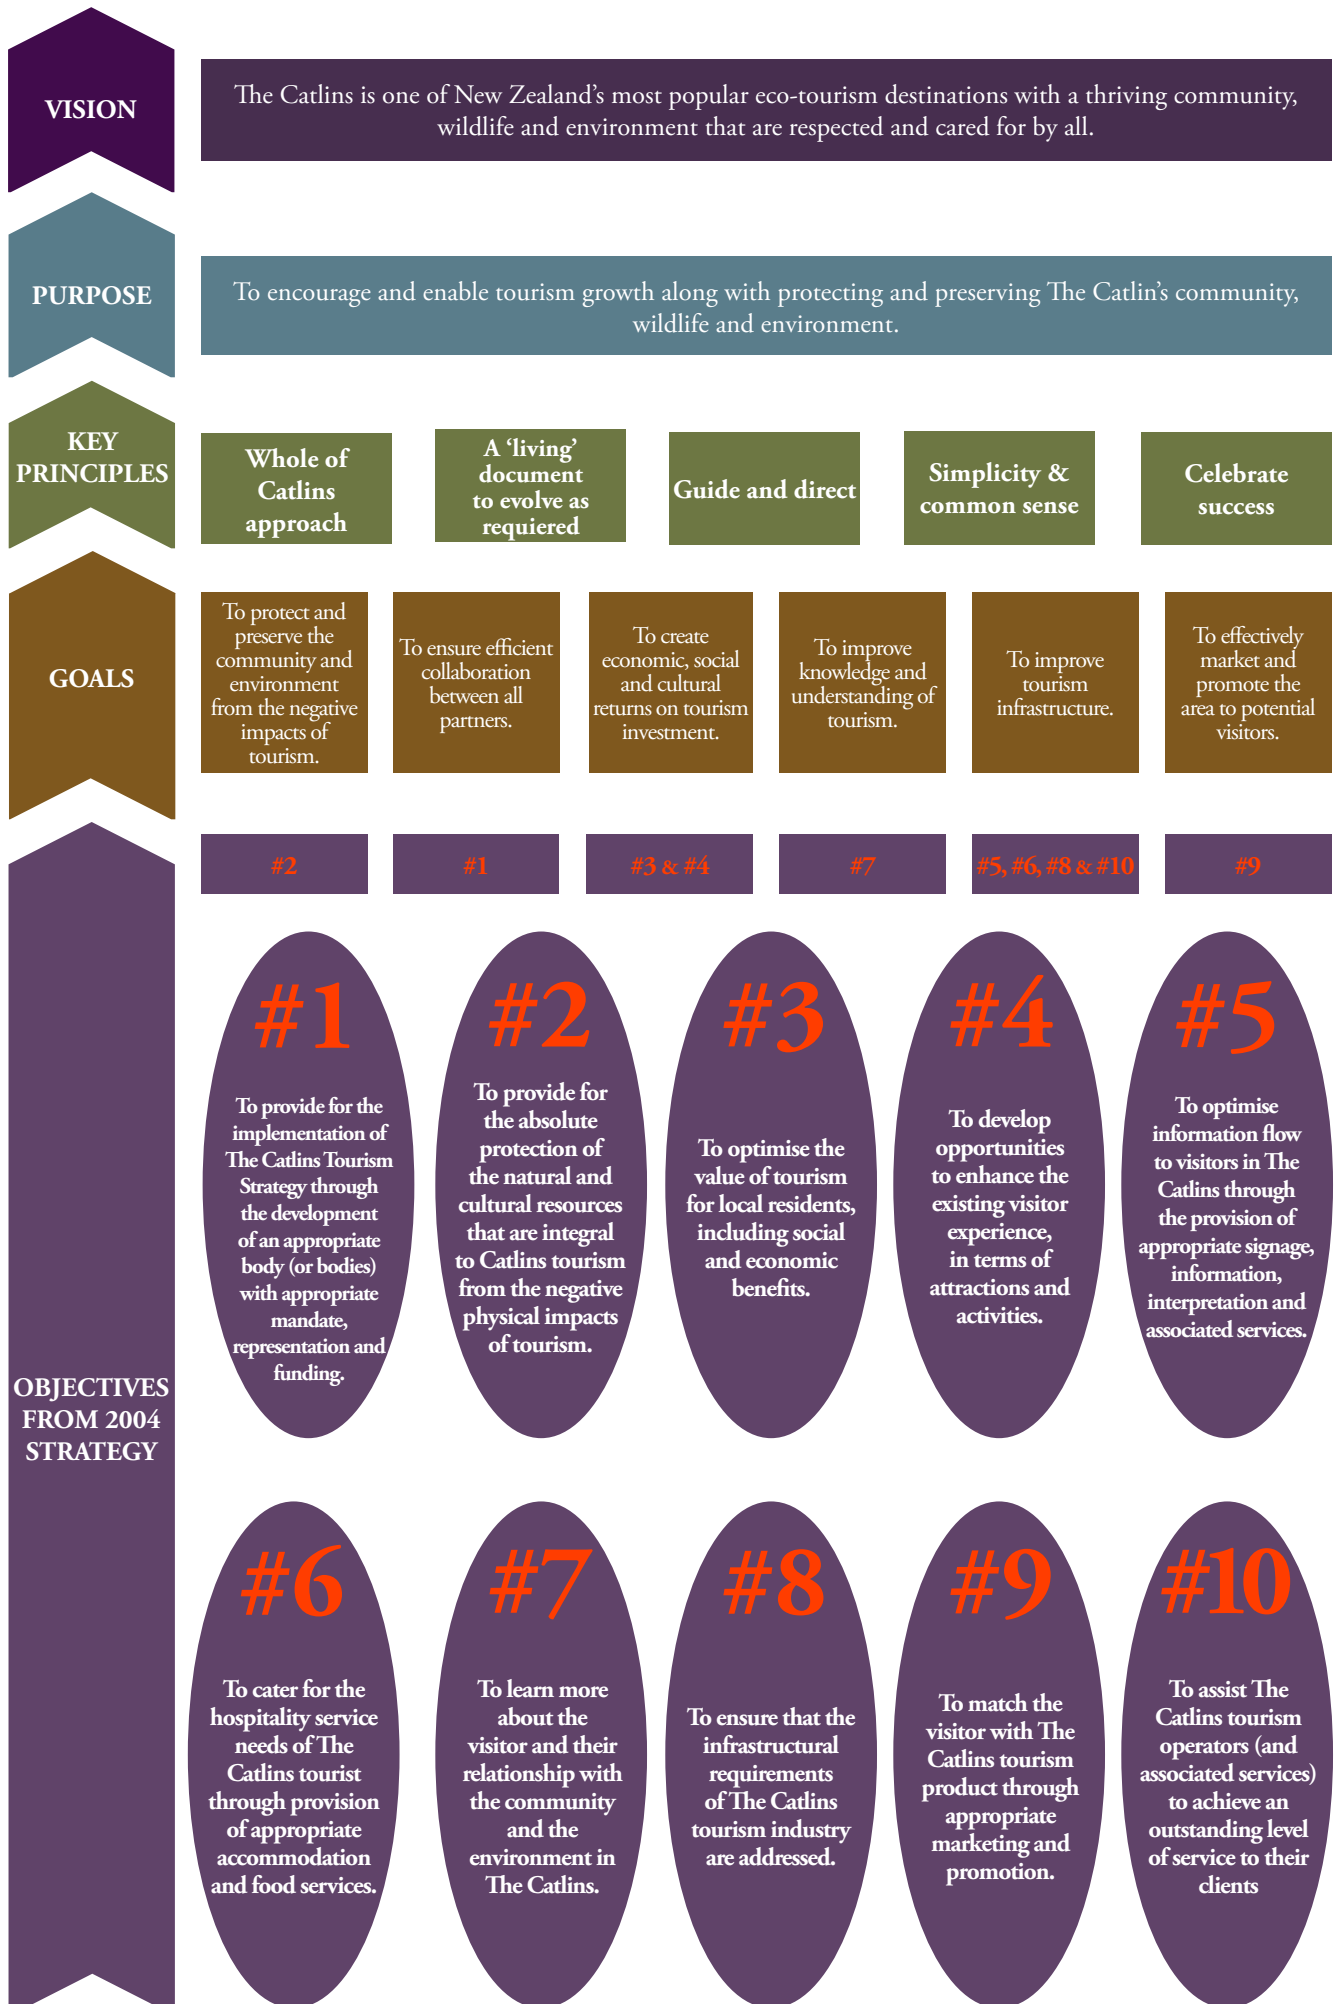 VISION
The Catlins is one of New Zealand’s most popular eco-tourism destinations with a thriving community,
wildlife and environment that are respected and cared for by all.
PURPOSE
To encourage and enable tourism growth along with protecting and preserving The Catlin’s community,
wildlife and environment.
KEY
PRINCIPLES
Whole of
Catlins
approach
A ‘living’
document
to evolve as
requiered
Guide and direct
Simplicity &
common sense
Celebrate
success
GOALS
To protect and
preserve the
community and
environment
from the negative
impacts of
tourism.
To ensure efficient
collaboration
between all
partners.
To create
economic, social
and cultural
returns on tourism
investment.
To improve
knowledge and
understanding of
tourism.
To improve
tourism
infrastructure.
To effectively
market and
promote the
area to potential
visitors.
#2
#1
#3 & #4
#7
#5, #6, #8 & #10
#9
OBJECTIVES
FROM 2004
STRATEGY
#1
To provide for the
implementation of
The Catlins Tourism
Strategy through
the development
of an appropriate
body (or bodies)
with appropriate
mandate,
representation and
funding.
#2
To provide for
the absolute
protection of
the natural and
cultural resources
that are integral
to Catlins tourism
from the negative
physical impacts
of tourism.
#3
To optimise the
value of tourism
for local residents,
including social
and economic
benefits.
#4
To develop
opportunities
to enhance the
existing visitor
experience,
in terms of
attractions and
activities.
#5
To optimise
information flow
to visitors in The
Catlins through
the provision of
appropriate signage,
information,
interpretation and
associated services.
#6
To cater for the
hospitality service
needs of The
Catlins tourist
through provision
of appropriate
accommodation
and food services.
#7
To learn more
about the
visitor and their
relationship with
the community
and the
environment in
The Catlins.
#8
To ensure that the
infrastructural
requirements
of The Catlins
tourism industry
are addressed.
#9
To match the
visitor with The
Catlins tourism
product through
appropriate
marketing and
promotion.
#10
To assist The
Catlins tourism
operators (and
associated services)
to achieve an
outstanding level
of service to their
clients